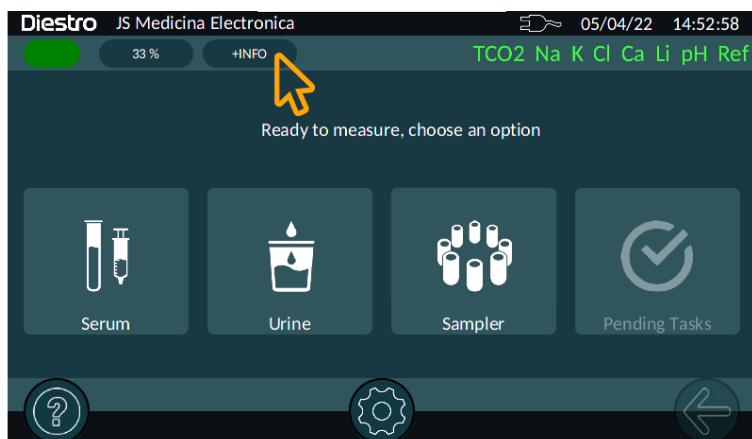 Diestro JS Medicina Electronica 05/04/22 14:52:58
33 % +INFO TCO2 Na K Cl Ca Li pH Ref
Ready to measure, choose an option
Serum Urine Sampler Pending Tasks
?